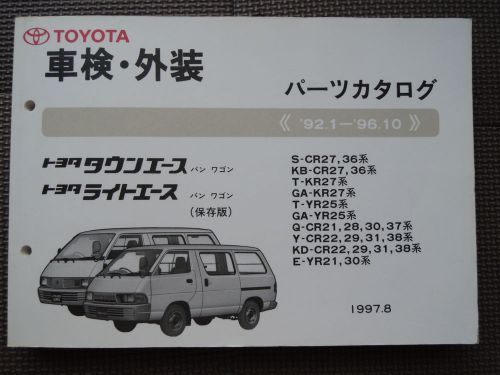 TOYOTA
車検・外装
パーツカタログ
《 '92.1－'96.10 》
トヨタ タウンエース バン ワゴン
トヨタ ライトエース バン ワゴン
(保存版)
S-CR27,36系
KB-CR27,36系
T-KR27系
GA-KR27系
T-YR25系
GA-YR25系
Q-CR21,28,30,37系
Y-CR22,29,31,38系
KD-CR22,29,31,38系
E-YR21,30系
1997.8